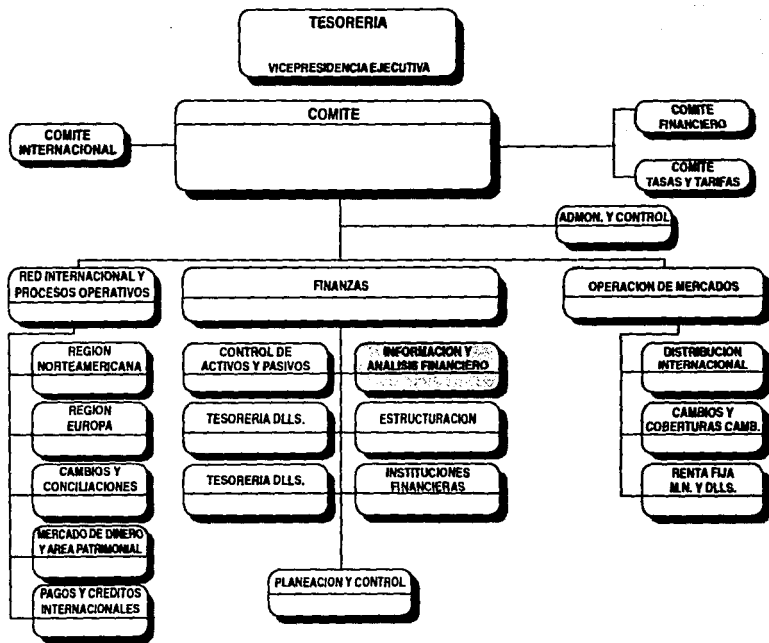 TESORERIA
VICEPRESIDENCIA EJECUTIVA
COMITE
COMITE
INTERNACIONAL
COMITE
FINANCIERO
COMITE
TASAS Y TARIFAS
ADMON. Y CONTROL
RED INTERNACIONAL Y
PROCESOS OPERATIVOS
FINANZAS
OPERACION DE MERCADOS
REGION
NORTEAMERICANA
REGION
EUROPA
CAMBIOS Y
CONCILIACIONES
MERCADO DE DINERO
Y AREA PATRIMONIAL
PAGOS Y CREDITOS
INTERNACIONALES
CONTROL DE
ACTIVOS Y PASIVOS
INFORMACION Y
ANALISIS FINANCIERO
TESORERIA DLLS.
ESTRUCTURACION
TESORERIA DLLS.
INSTITUCIONES
FINANCIERAS
PLANEACION Y CONTROL
DISTRIBUCION
INTERNACIONAL
CAMBIOS Y
COBERTURAS CAMB.
RENTA FIJA
M.N. Y DLLS.